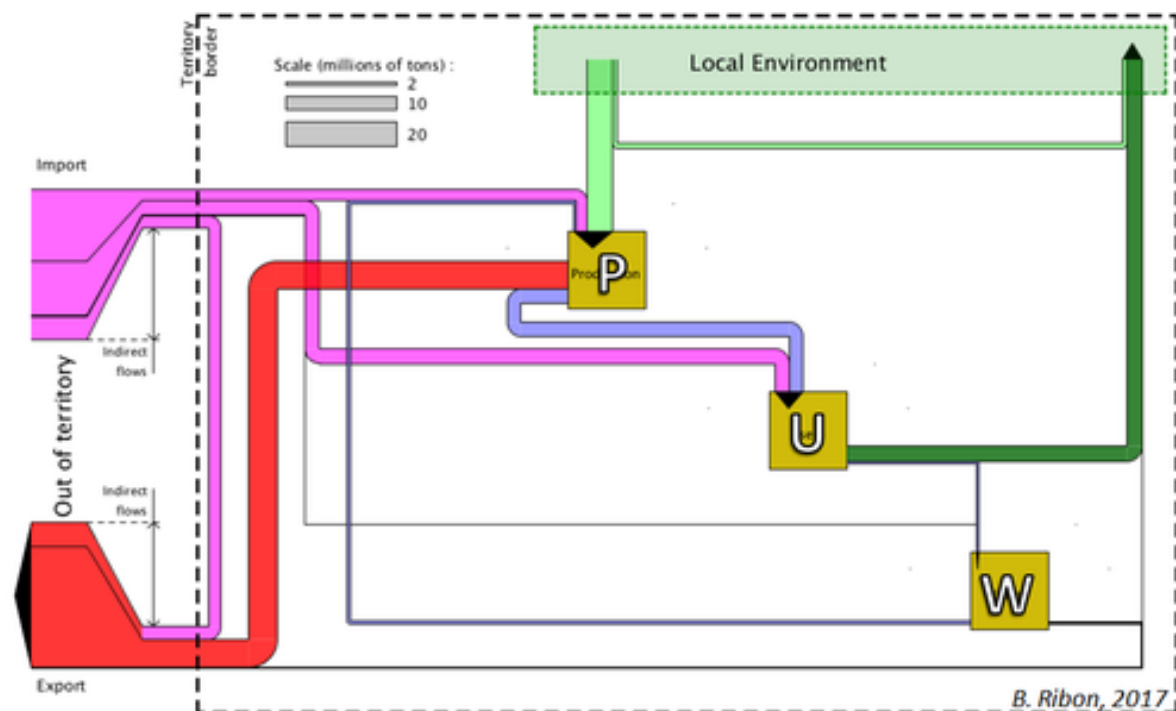 Territory
border
Scale (millions of tons) :
2
10
20
Local Environment
Import
P
Indirect
flows
Out of territory
U
Indirect
flows
W
Export
B. Ribon, 2017